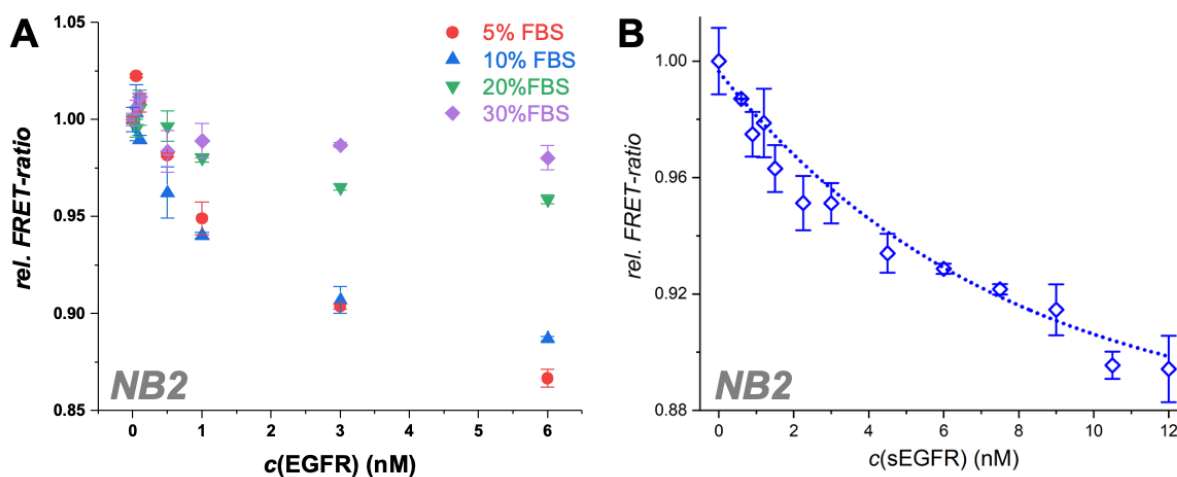 A
1.05
1.00
0.95
0.90
0.85
rel. FRET-ratio
5% FBS
10% FBS
20%FBS
30%FBS
NB2
0 1 2 3 4 5 6
c(EGFR) (nM)
B
1.00
0.96
0.92
0.88
rel. FRET-ratio
NB2
0 2 4 6 8 10 12
c(sEGFR) (nM)